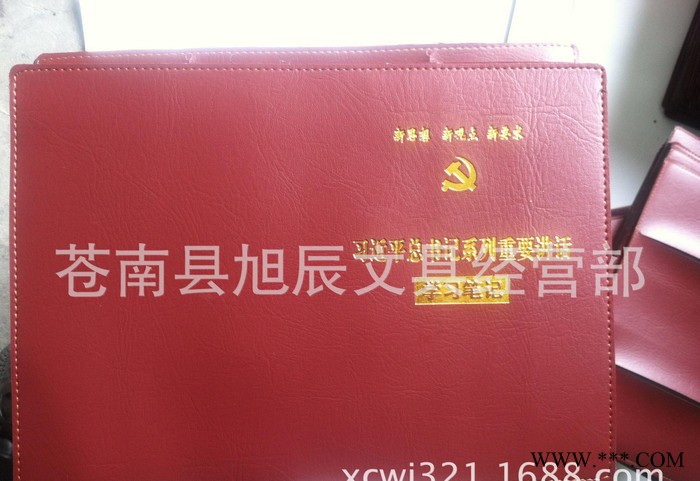 新思想 新观点 新要求
习近平总书记系列重要讲话
苍南县旭辰文具经营部
学习笔记
xcwj321.1688.com
www.***.COM